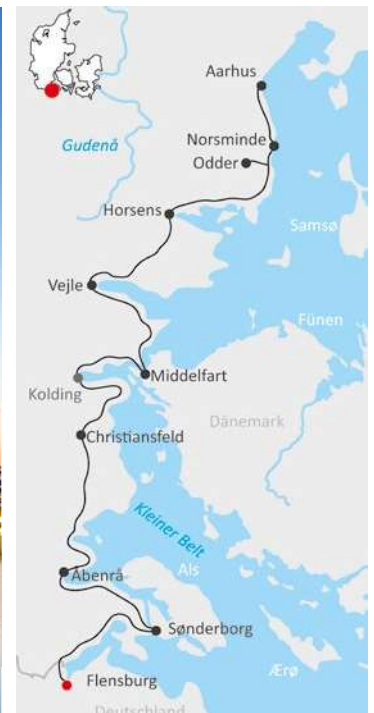 Aarhus
Gudenå
Norsminde
Odder
Horsens
Samsø
Vejle
Fünen
Middelfart
Kolding
Dänemark
Christiansfeld
Kleiner Belt
Als
Åbenrå
Sønderborg
Ærø
Flensburg
Deutschland